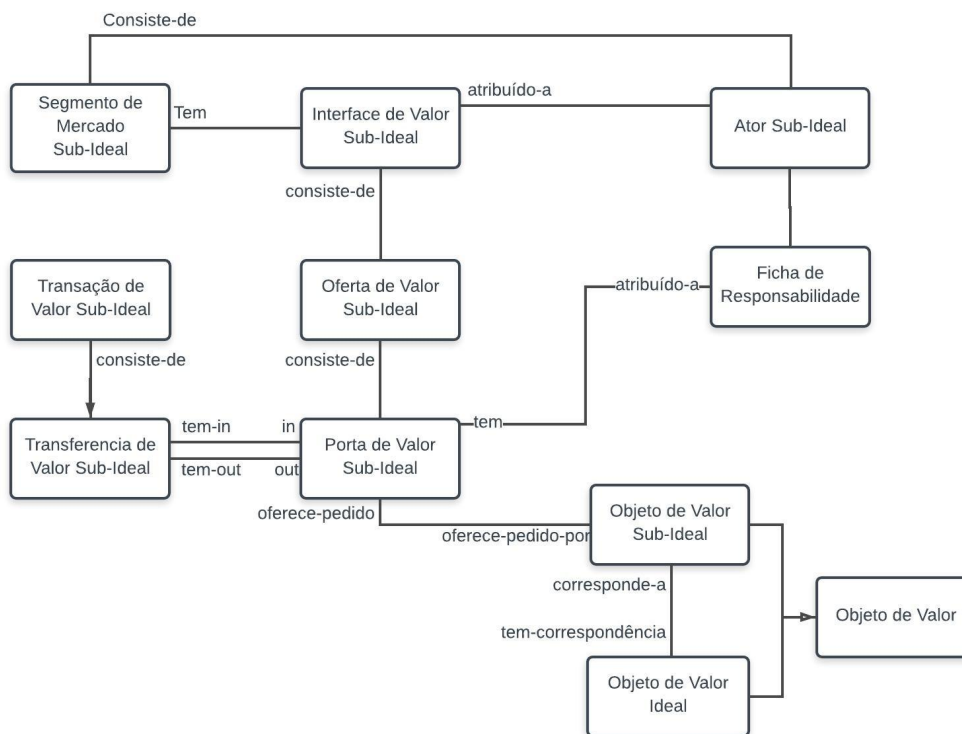 Consiste-de
Segmento de
Mercado
Sub-Ideal
Tem
Interface de Valor
Sub-Ideal
atribuído-a
Ator Sub-Ideal
consiste-de
Transação de
Valor Sub-Ideal
Oferta de Valor
Sub-Ideal
atribuído-a
Ficha de
Responsabilidade
consiste-de
consiste-de
Transferencia de
Valor Sub-Ideal
tem-in
in
tem-out
out
Porta de Valor
Sub-Ideal
tem
oferece-pedido
oferece-pedido-por
Objeto de Valor
Sub-Ideal
corresponde-a
tem-correspondência
Objeto de Valor
Objeto de Valor
Ideal